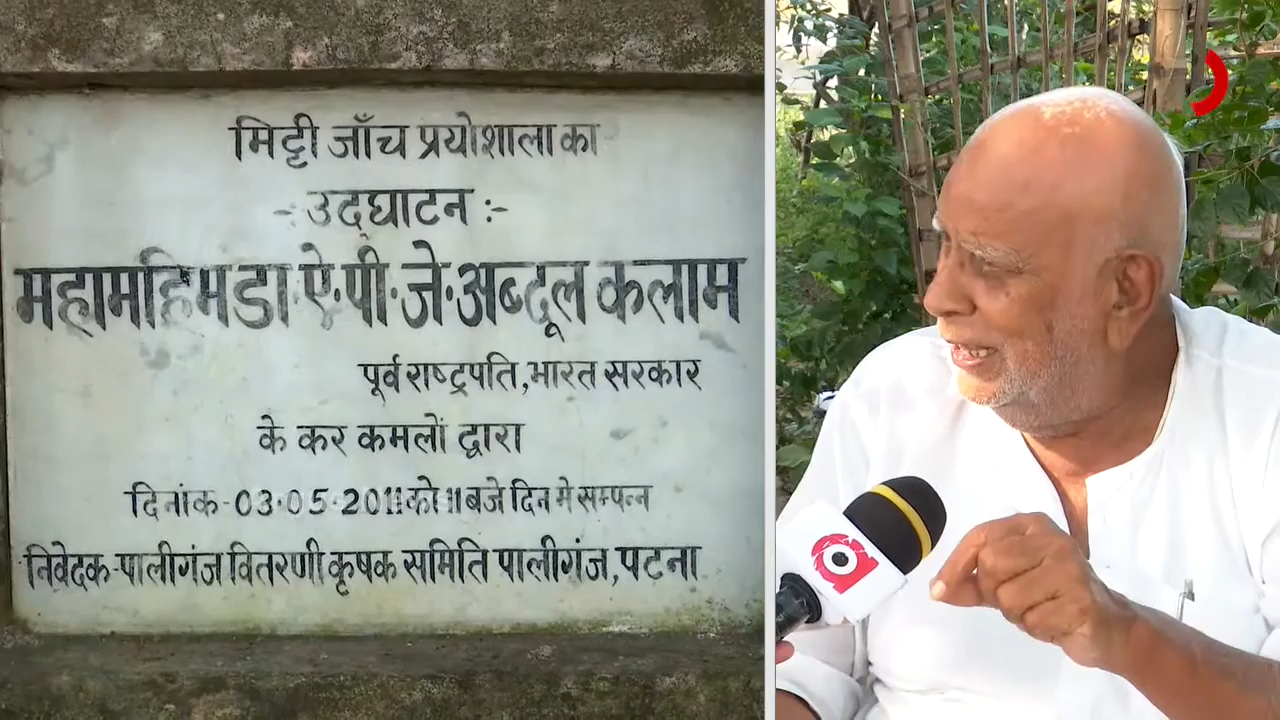 मिट्टी जाँच प्रयोशाला का
-: उद्घाटन :-
महामहिम डा ऐ.पी.जे.अब्दूल कलाम
पूर्व राष्ट्रपति, भारत सरकार
के कर कमलों द्वारा
दिनांक-03.05.2011 को 11 बजे दिन मे सम्पन्न
निवेदक-पालीगंज वितरणी कृषक समिति पालीगंज, पटना